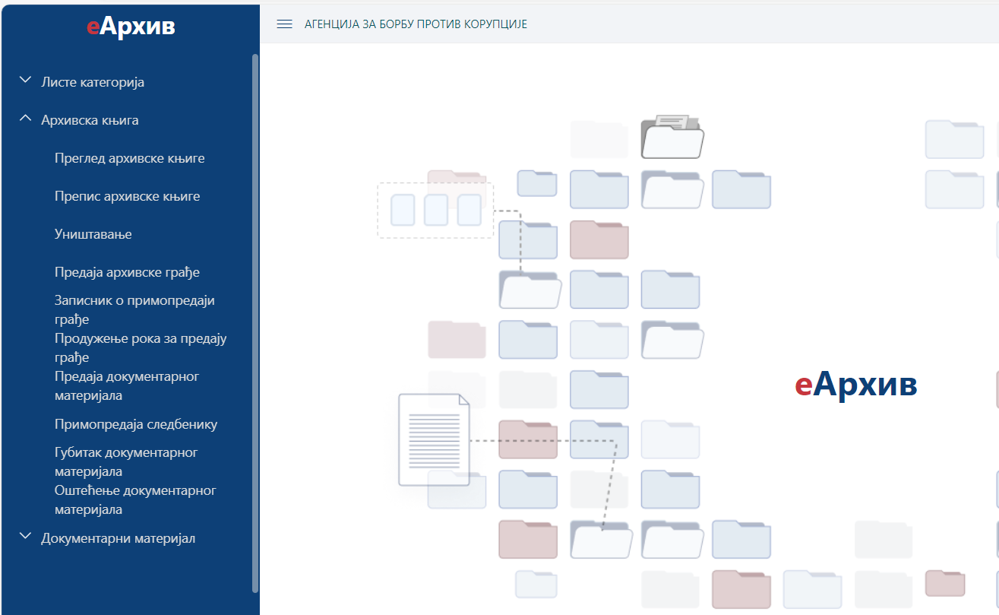 еАрхив
АГЕНЦИЈА ЗА БОРБУ ПРОТИВ КОРУПЦИЈЕ
Листе категорија
Архивска књига
Преглед архивске књиге
Препис архивске књиге
Уништавање
Предаја архивске грађе
Записник о примопредаји
грађе
Продужење рока за предају
грађе
Предаја документарног
материјала
Примопредаја следбенику
Губитак документарног
материјала
Оштећење документарног
материјала
Документарни материјал
еАрхив